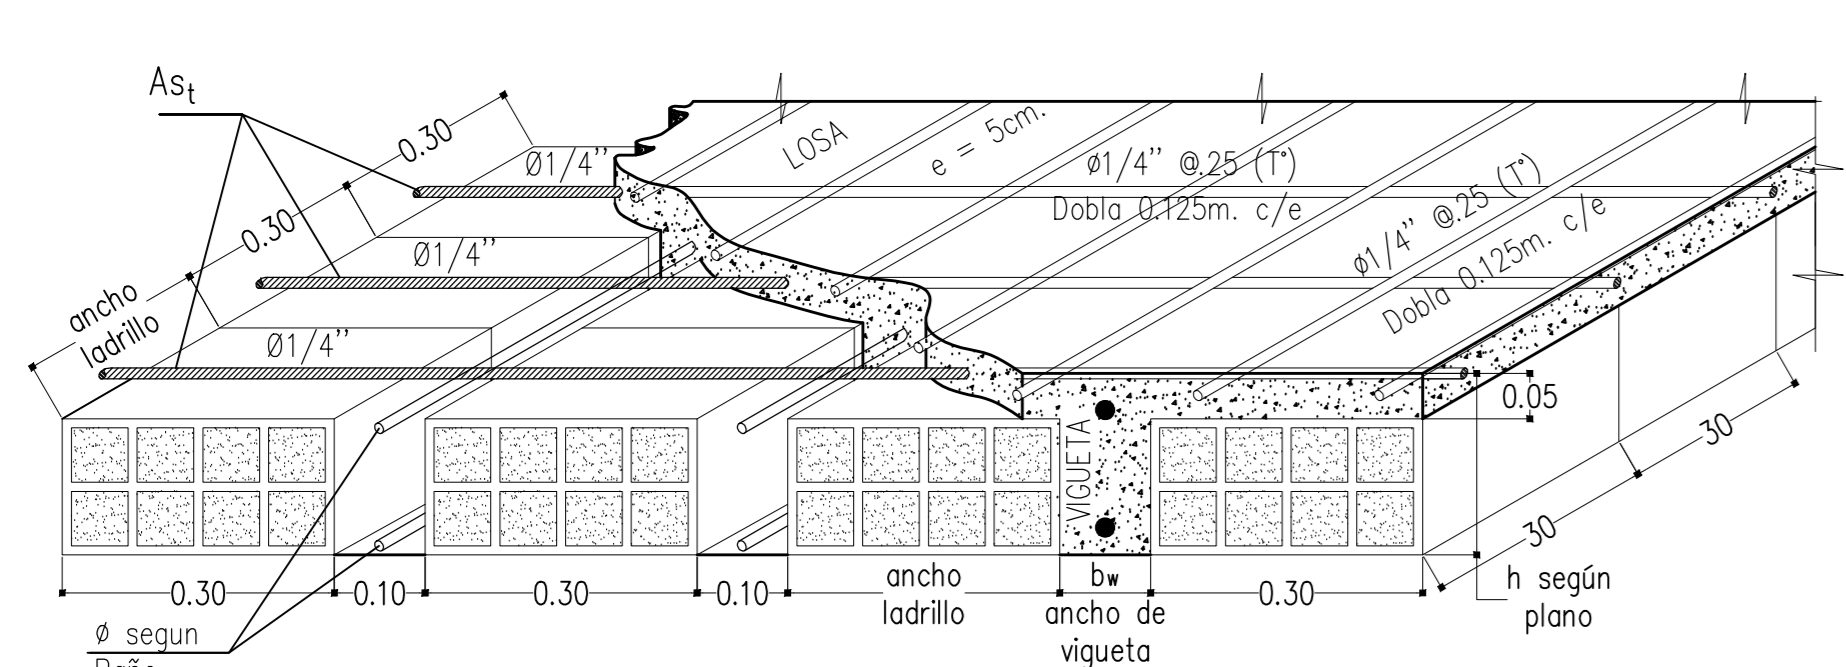 As_t
0.30
Ø1/4"
LOSA
e = 5cm.
ø1/4" @.25 (T°)
Dobla 0.125m. c/e
0.30
Ø1/4"
ø1/4" @.25 (T°)
Dobla 0.125m. c/e
ancho
ladrillo
Ø1/4"
0.05
30
VIGUETA
30
0.30
0.10
0.30
0.10
ancho
ladrillo
bw
ancho de
vigueta
0.30
h según
plano
Ø segun